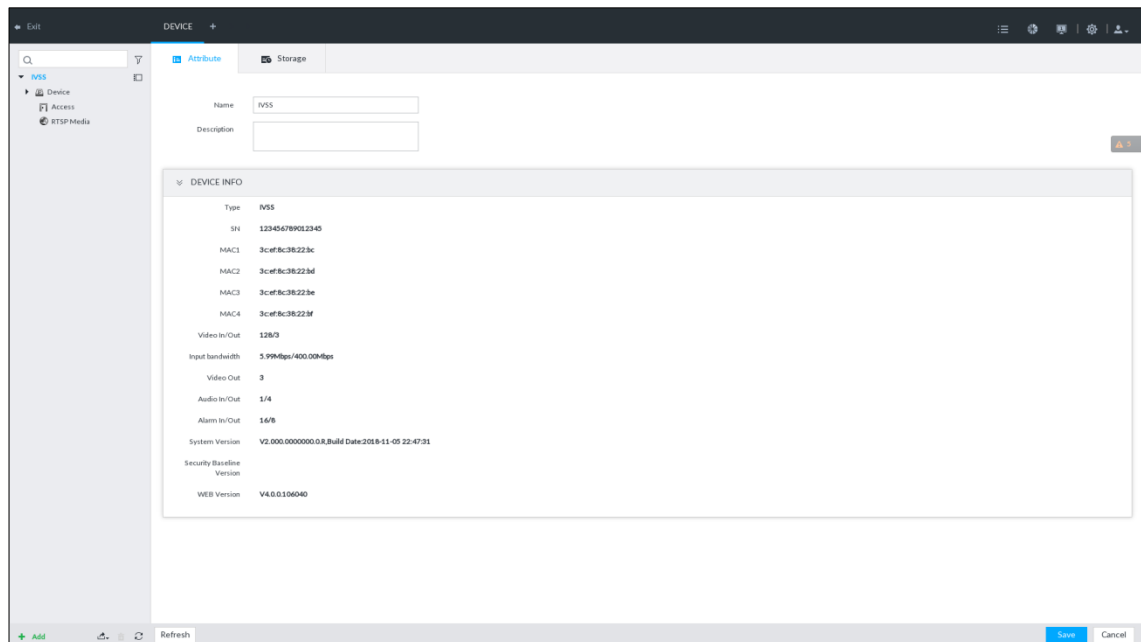 Exit
DEVICE +
Attribute
Storage
IVSS
Device
Access
RTSP Media
Name IVSS
Description
5
DEVICE INFO
Type IVSS
SN 123456789012345
MAC1 3c:ef:8c:38:22:bc
MAC2 3c:ef:8c:38:22:bd
MAC3 3c:ef:8c:38:22:be
MAC4 3c:ef:8c:38:22:bf
Video In/Out 128/3
Input bandwidth 5.99Mbps/400.00Mbps
Video Out 3
Audio In/Out 1/4
Alarm In/Out 16/8
System Version V2.000.0000000.0.R,Build Date:2018-11-05 22:47:31
Security Baseline
Version
WEB Version V4.0.0.106040
+ Add
Refresh
Save
Cancel